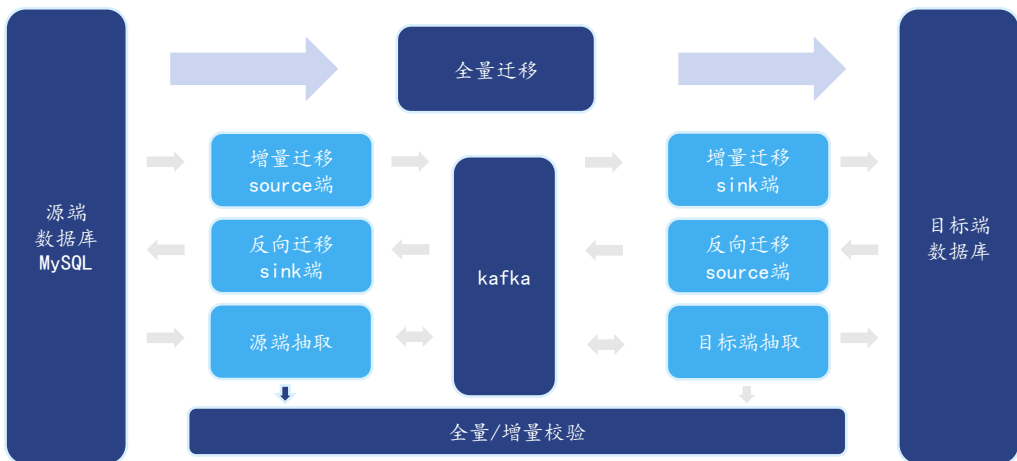 全量迁移
源端
数据库
MySQL
增量迁移
source端
反向迁移
sink端
源端抽取
kafka
增量迁移
sink端
反向迁移
source端
目标端抽取
目标端
数据库
全量/增量校验